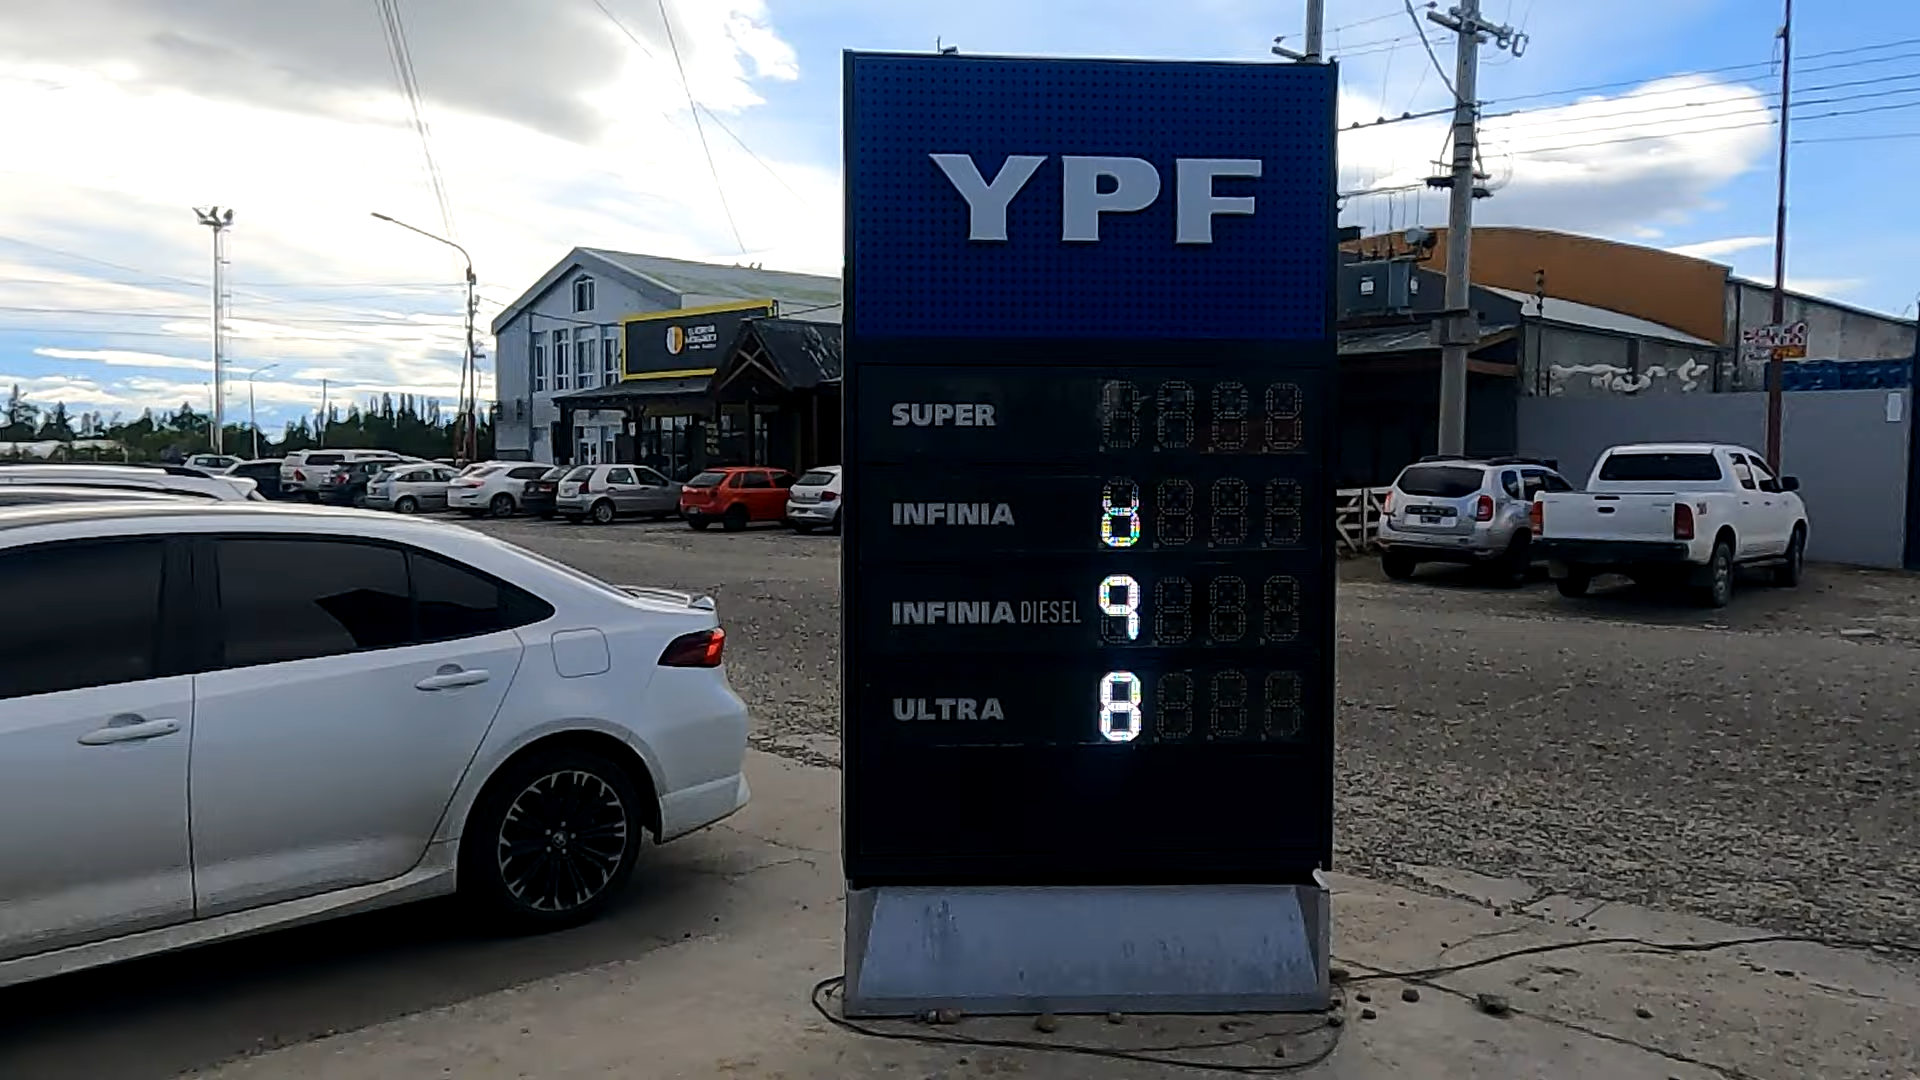 YPF
SUPER
INFINIA 8
INFINIA DIESEL 9
ULTRA 8